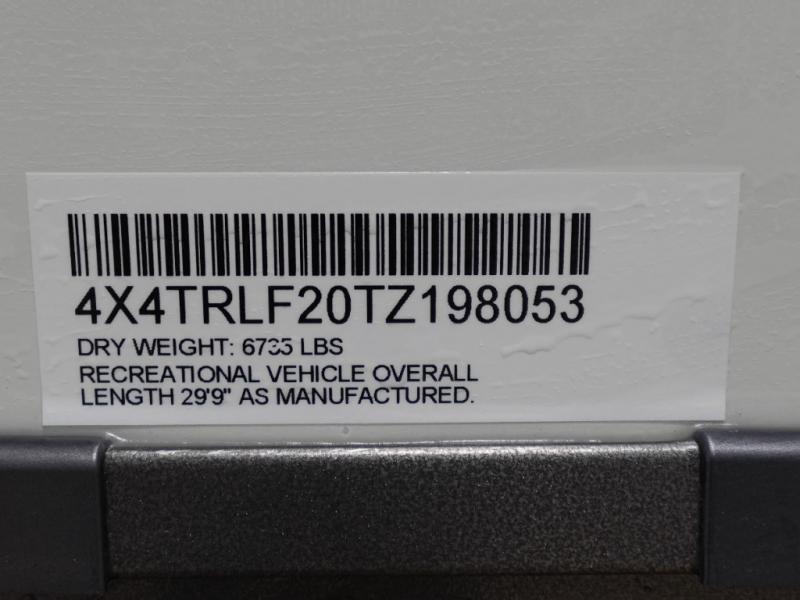 4X4TRLF20TZ198053
DRY WEIGHT: 6735 LBS
RECREATIONAL VEHICLE OVERALL
LENGTH 29'9" AS MANUFACTURED.